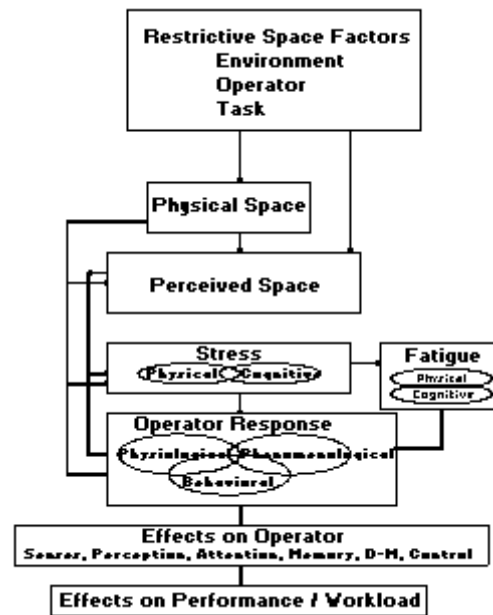 Restrictive Space Factors
Environment
Operator
Task
Physical Space
Perceived Space
Stress
Physical Cognitive
Fatigue
Physical
Cognitive
Operator Response
Physiological Phenomenological
Behavioral
Effects on Operator
Senses, Perception, Attention, Memory, D-M, Control
Effects on Performance / Workload